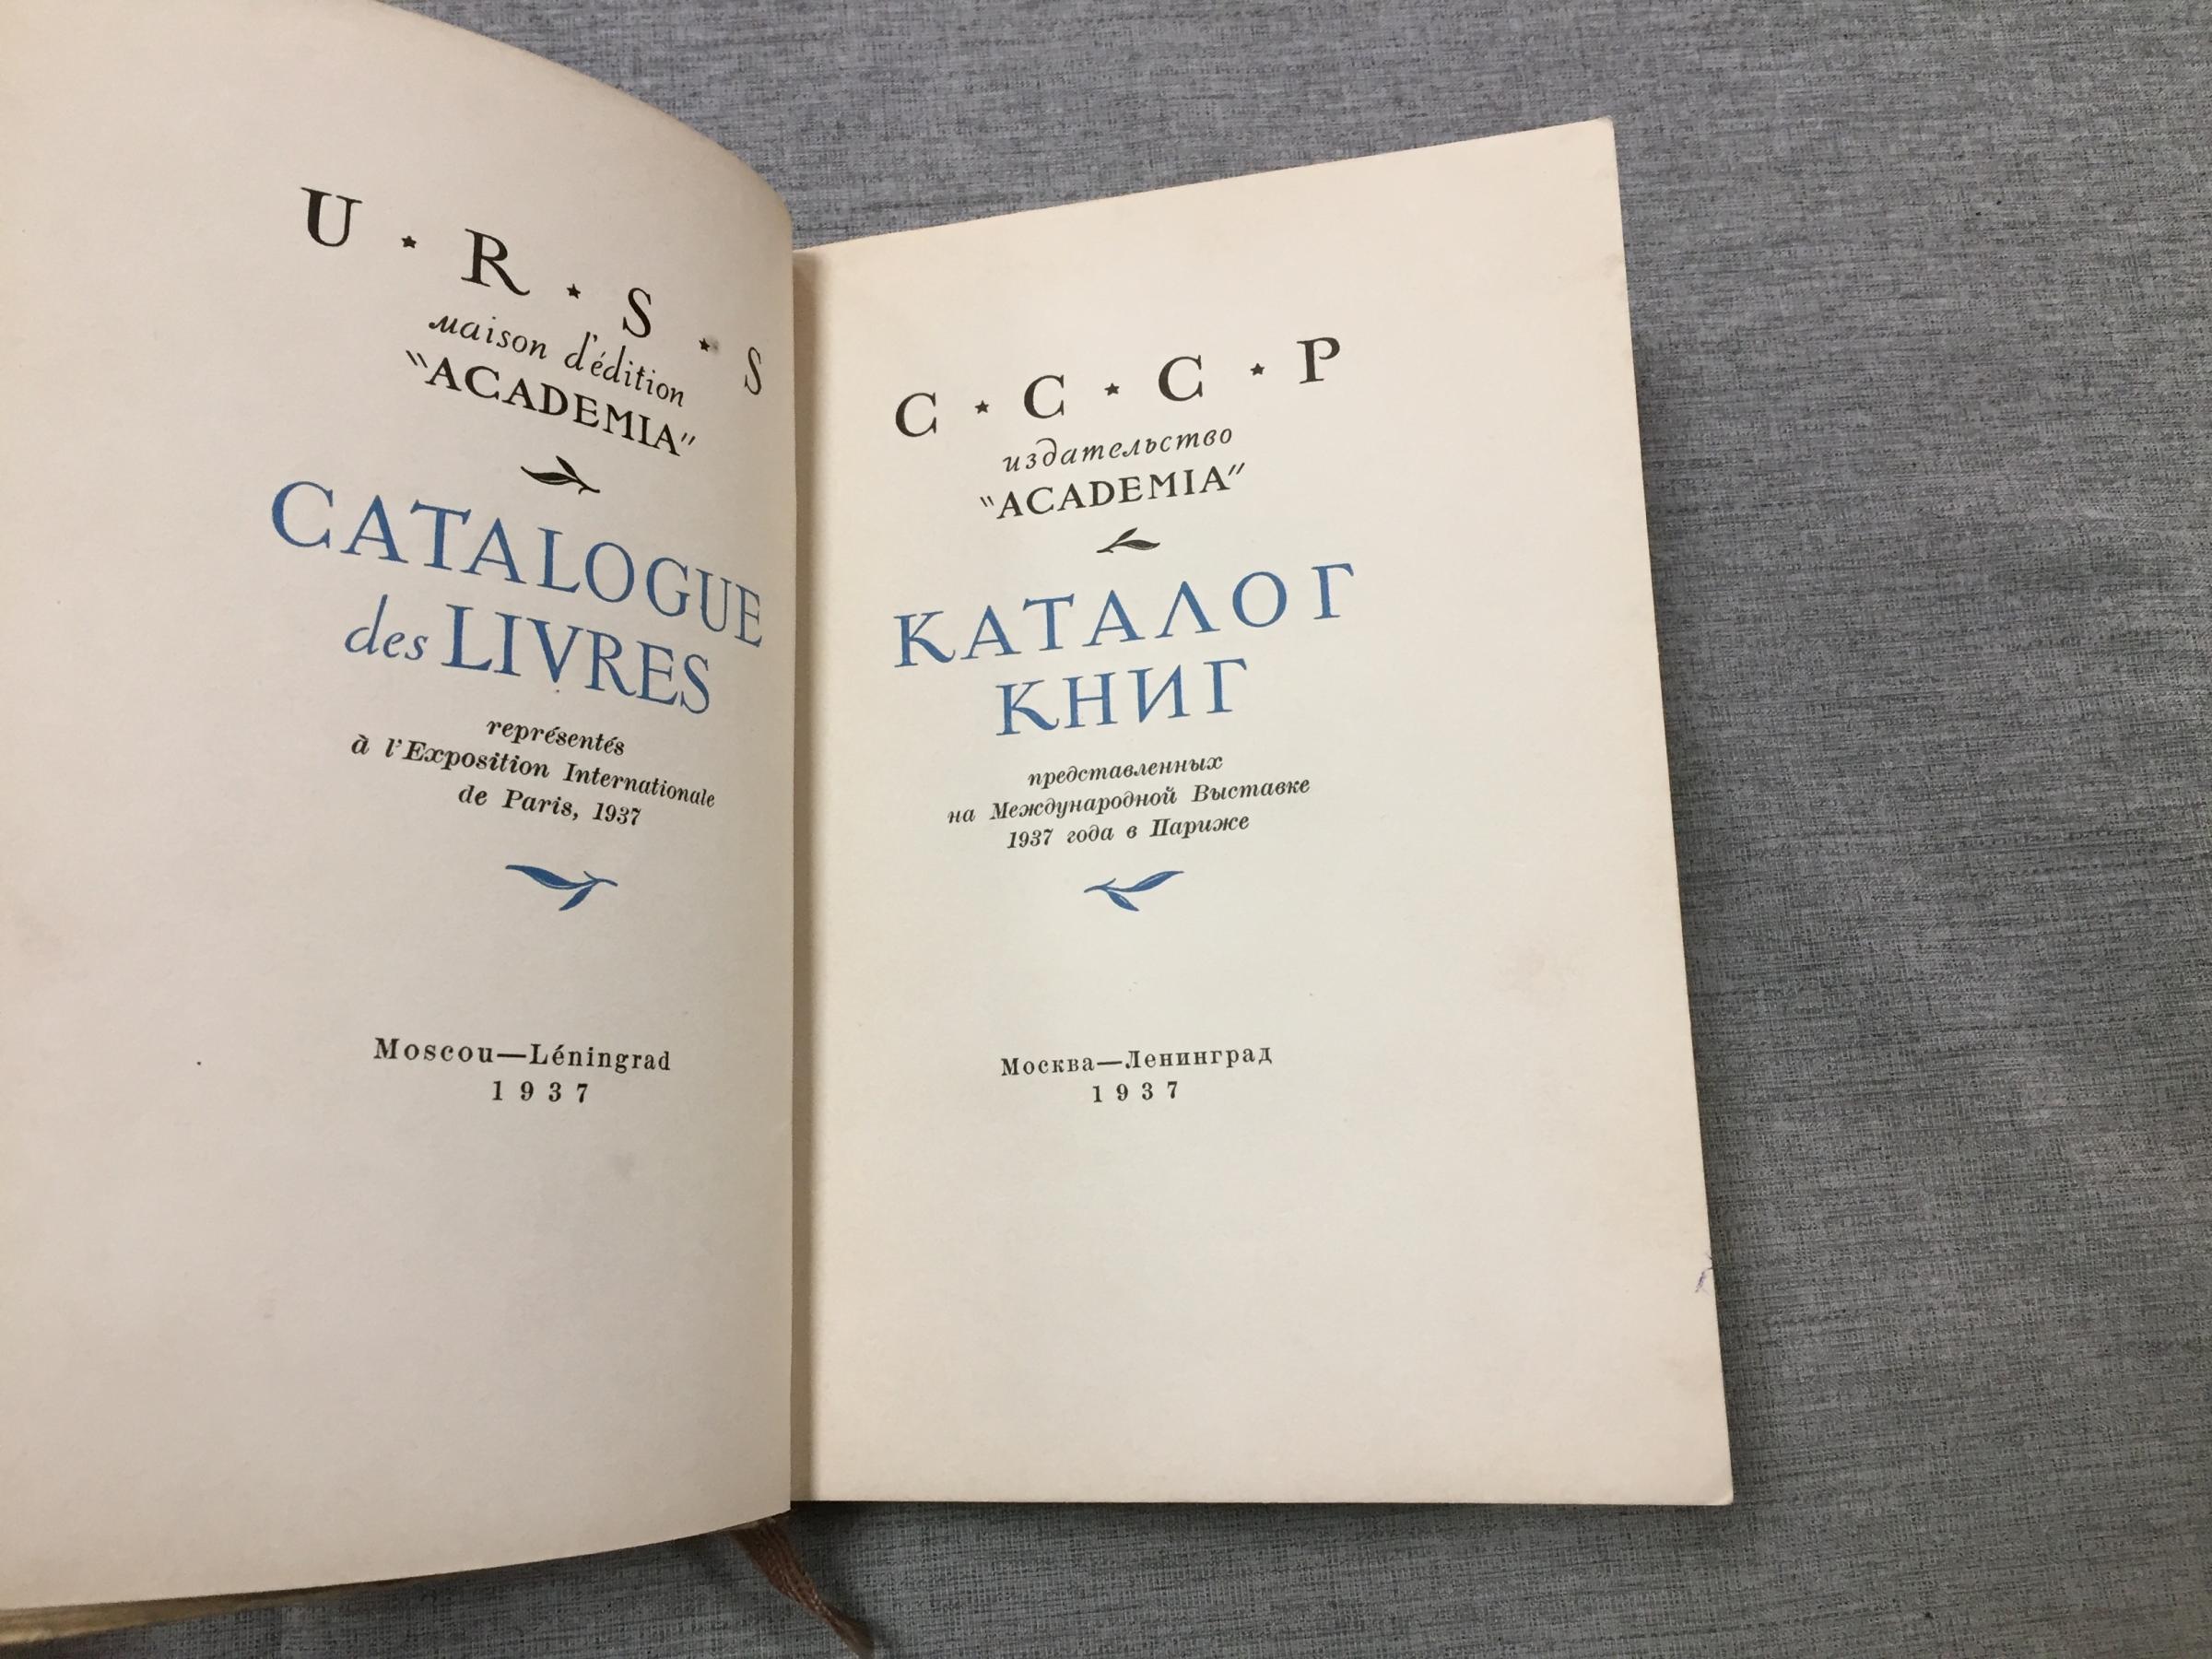 U ⋆ R ⋆ S ⋆ S
maison d'édition
"ACADEMIA"
CATALOGUE
des LIVRES
représentés
à l'Exposition Internationale
de Paris, 1937
Moscou—Léningrad
1937
С ⋆ С ⋆ С ⋆ Р
издательство
"ACADEMIA"
КАТАЛОГ
КНИГ
представленных
на Международной Выставке
1937 года в Париже
Москва—Ленинград
1937